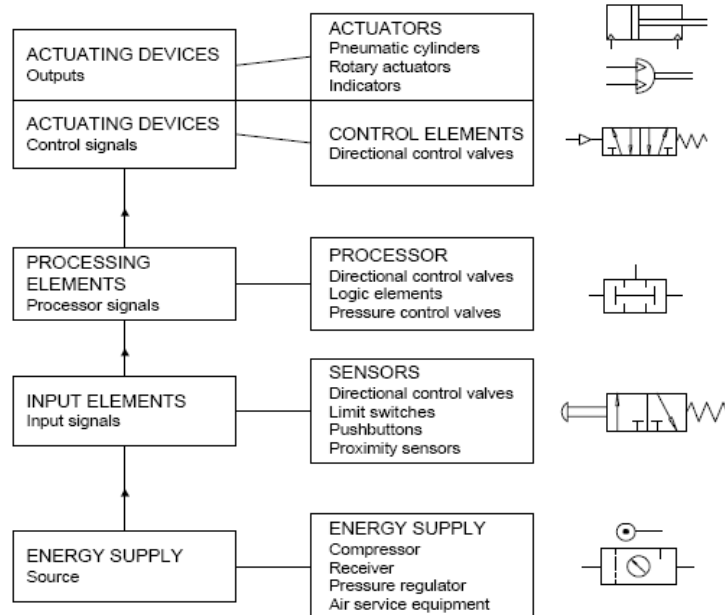 ACTUATING DEVICES
Outputs
ACTUATORS
Pneumatic cylinders
Rotary actuators
Indicators
ACTUATING DEVICES
Control signals
CONTROL ELEMENTS
Directional control valves
PROCESSING
ELEMENTS
Processor signals
PROCESSOR
Directional control valves
Logic elements
Pressure control valves
INPUT ELEMENTS
Input signals
SENSORS
Directional control valves
Limit switches
Pushbuttons
Proximity sensors
ENERGY SUPPLY
Source
ENERGY SUPPLY
Compressor
Receiver
Pressure regulator
Air service equipment